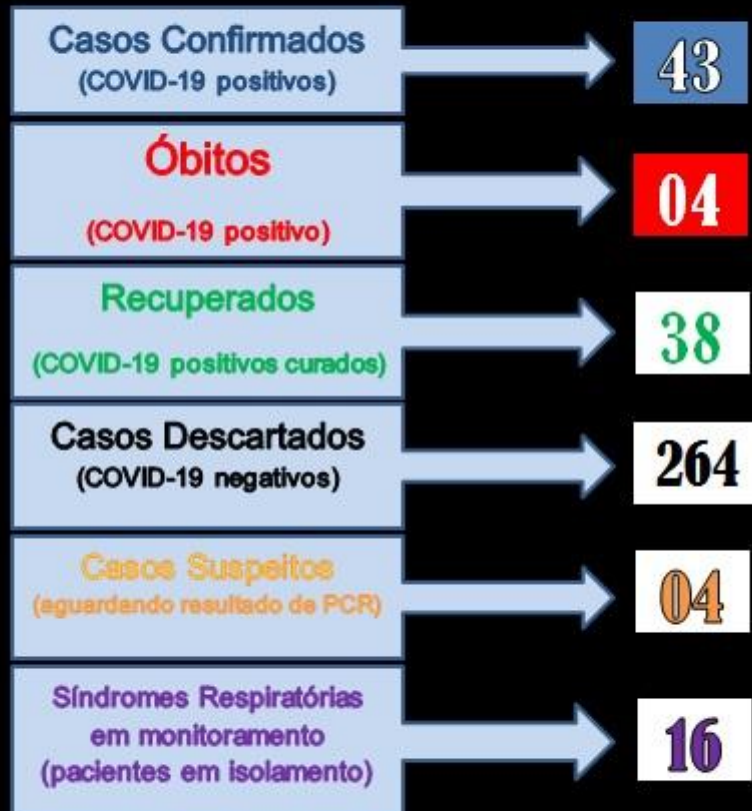 Casos Confirmados
(COVID-19 positivos)
43
Óbitos
(COVID-19 positivo)
04
Recuperados
(COVID-19 positivos curados)
38
Casos Descartados
(COVID-19 negativos)
264
Casos Suspeitos
(aguardando resultado de PCR)
04
Síndromes Respiratórias
em monitoramento
(pacientes em isolamento)
16